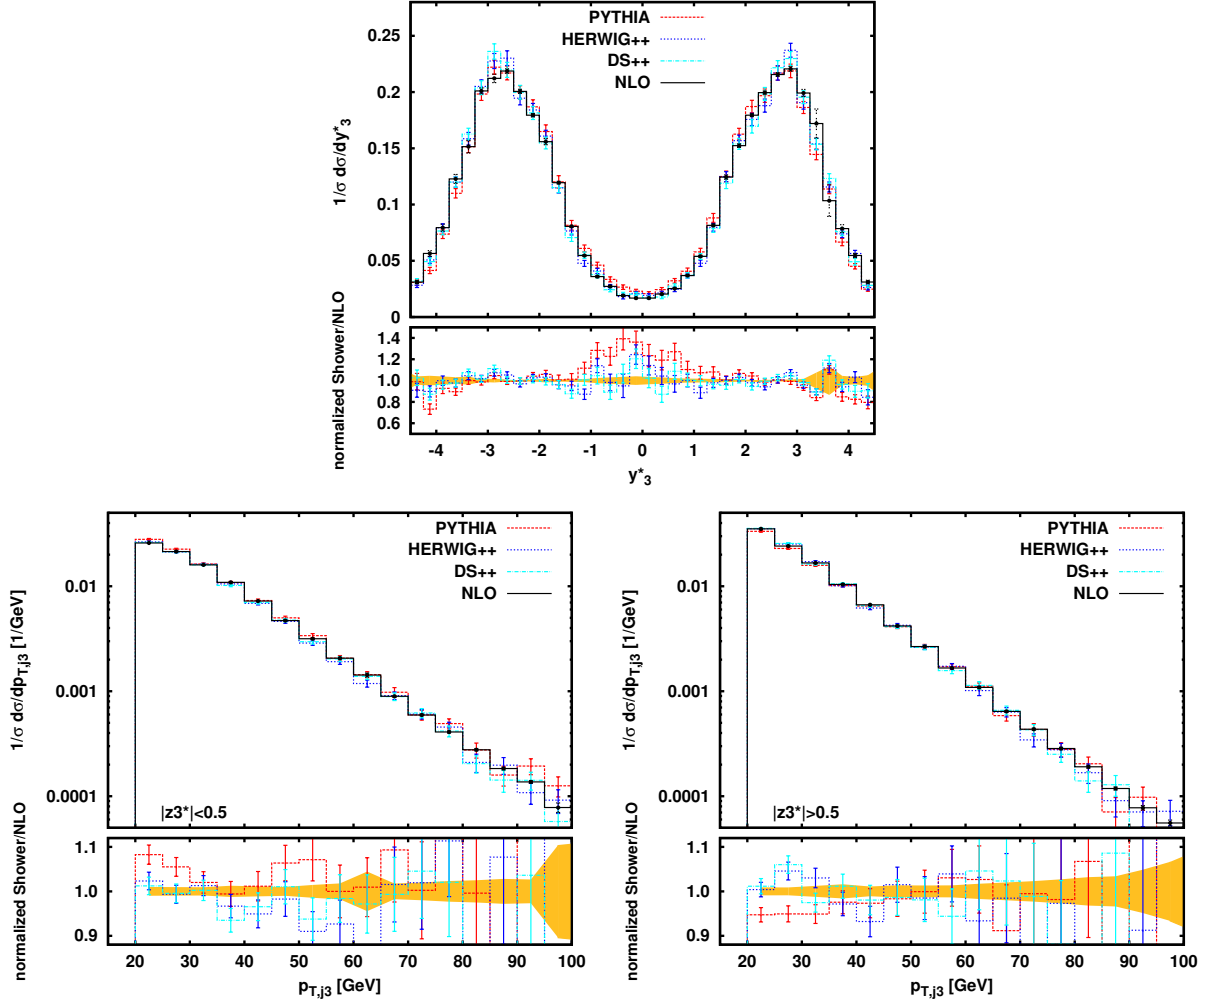 PYTHIA
HERWIG++
DS++
NLO
1/σ dσ/dy*3
0.25
0.2
0.15
0.1
0.05
0
normalized Shower/NLO
1.4
1.2
1.0
0.8
0.6
-4 -3 -2 -1 0 1 2 3 4
y*3
PYTHIA
HERWIG++
DS++
NLO
1/σ dσ/dpT,j3 [1/GeV]
0.01
0.001
0.0001
|z3*|<0.5
normalized Shower/NLO
1.1
1.0
0.9
20 30 40 50 60 70 80 90 100
pT,j3 [GeV]
PYTHIA
HERWIG++
DS++
NLO
1/σ dσ/dpT,j3 [1/GeV]
0.01
0.001
0.0001
|z3*|>0.5
normalized Shower/NLO
1.1
1.0
0.9
20 30 40 50 60 70 80 90 100
pT,j3 [GeV]